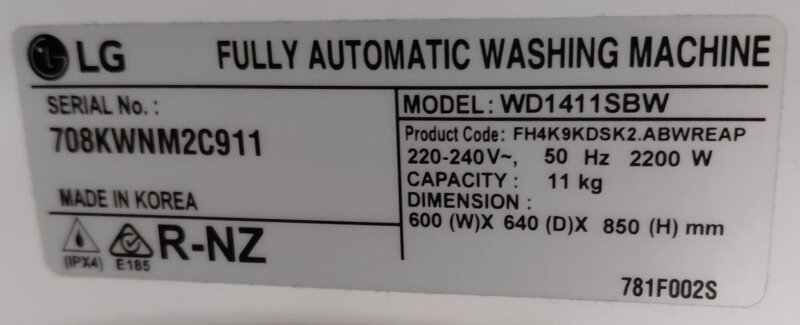 LG FULLY AUTOMATIC WASHING MACHINE
SERIAL No. :
708KWNM2C911
MADE IN KOREA
(IPX4) E185 R-NZ
MODEL: WD1411SBW
Product Code: FH4K9KDSK2.ABWREAP
220-240V~, 50 Hz 2200 W
CAPACITY : 11 kg
DIMENSION :
600 (W)X 640 (D)X 850 (H) mm
781F002S